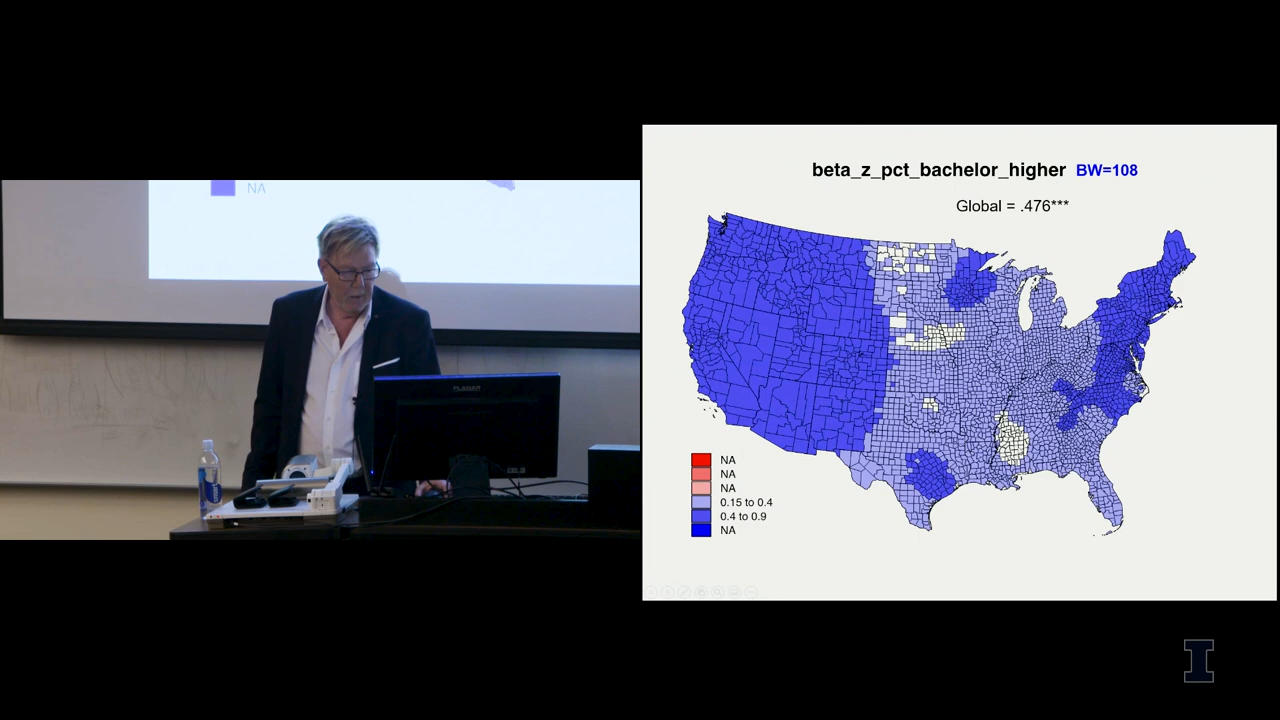 NA
PLANAR
beta_z_pct_bachelor_higher BW=108
Global = .476***
NA
NA
NA
0.15 to 0.4
0.4 to 0.9
NA
I